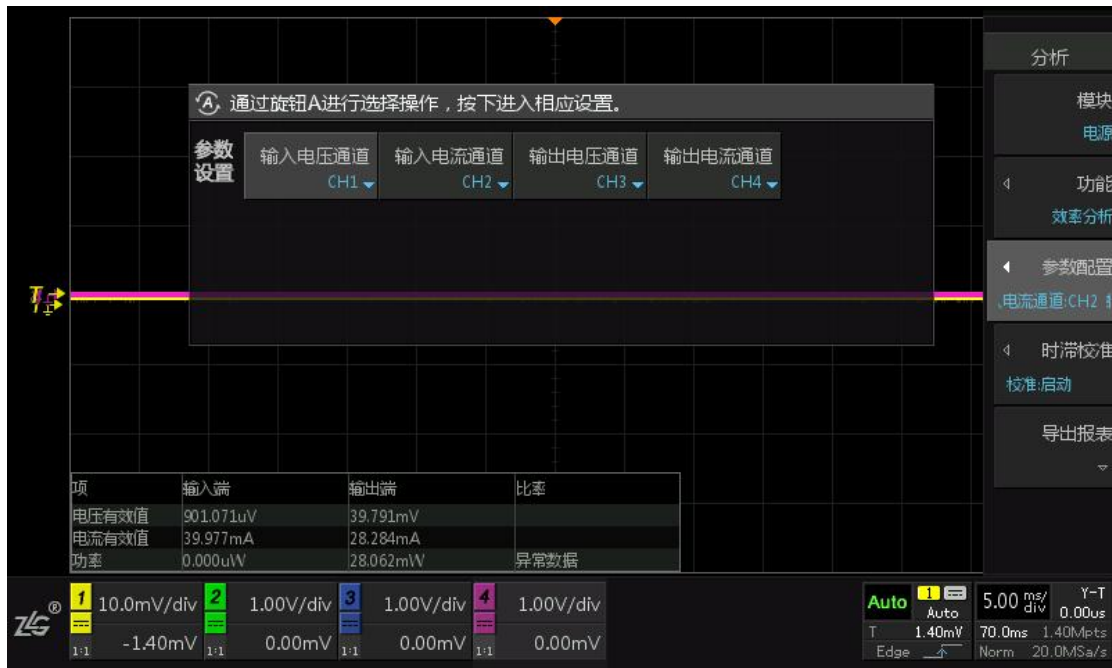 分析
Ⓐ 通过旋钮A进行选择操作，按下进入相应设置。
参数设置
输入电压通道
CH1
输入电流通道
CH2
输出电压通道
CH3
输出电流通道
CH4
模块
电源
功能
效率分析
参数配置
电流通道:CH2
时滞校准
校准:启动
导出报表
T
项 输入端 输出端 比率
电压有效值 901.071uV 39.791mV
电流有效值 39.977mA 28.284mA
功率 0.000uW 28.062mW 异常数据
ZLG®
1 10.0mV/div
1:1 -1.40mV
2 1.00V/div
1:1 0.00mV
3 1.00V/div
1:1 0.00mV
4 1.00V/div
1:1 0.00mV
Auto 1 Auto
T 1.40mV
Edge
5.00 ms/div Y-T
0.00us
70.0ms 1.40Mpts
Norm 20.0MSa/s